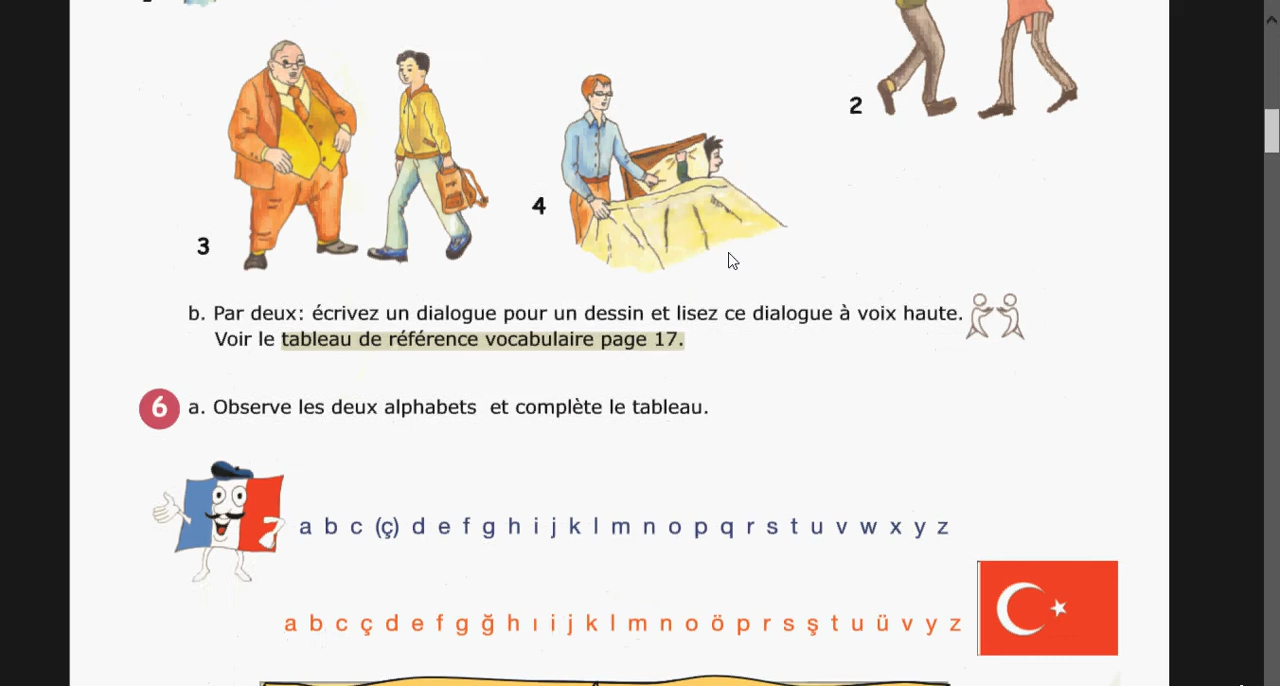 2
3
4
b. Par deux: écrivez un dialogue pour un dessin et lisez ce dialogue à voix haute.
Voir le tableau de référence vocabulaire page 17.
6 a. Observe les deux alphabets et complète le tableau.
a b c (ç) d e f g h i j k l m n o p q r s t u v w x y z
a b c ç d e f g ğ h ı i j k l m n o ö p r s ş t u ü v y z